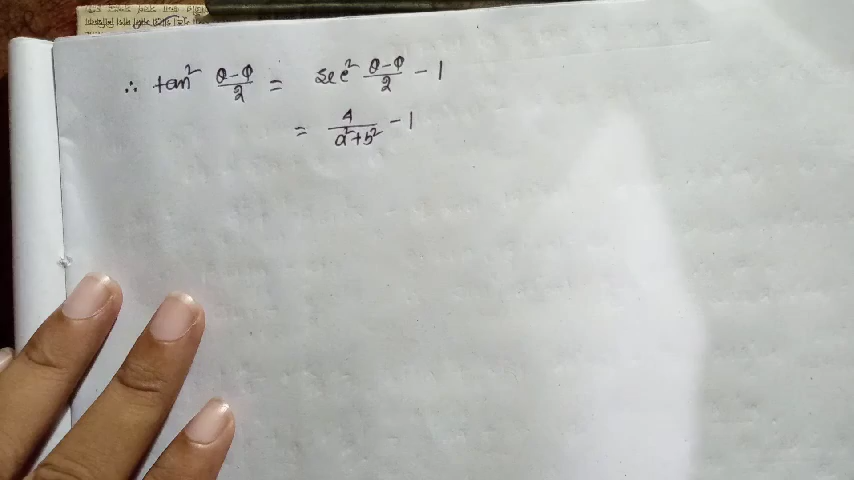 ∴ tan² (θ-φ)/2 = sec² (θ-φ)/2 - 1
= 4/(a²+b²) - 1